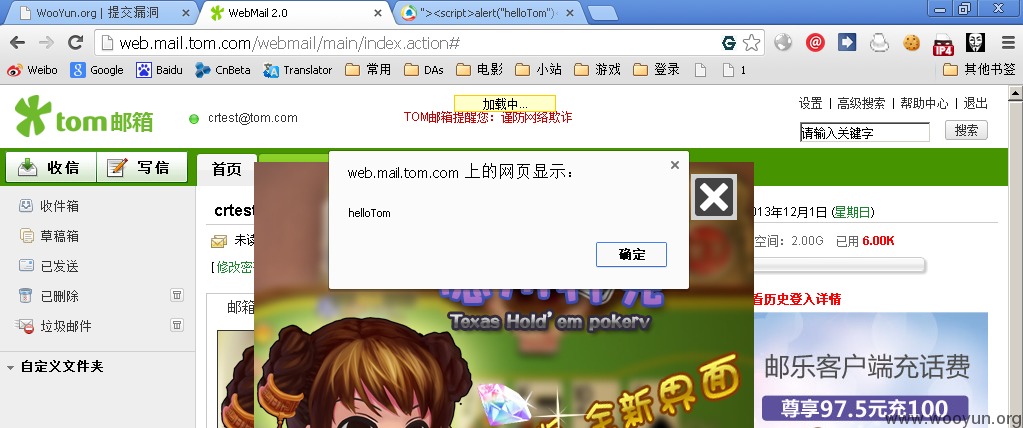 WooYun.org | 提交漏洞
WebMail 2.0
"><script>alert("helloTom")
web.mail.tom.com/webmail/main/index.action#
IP4
Weibo Google Baidu CnBeta Translator 常用 DAs 电影 小站 游戏 登录 1 其他书签
加载中...
设置 | 高级搜索 | 帮助中心 | 退出
tom邮箱
crtest@tom.com
TOM邮箱提醒您：谨防网络欺诈
请输入关键字 搜索
收信 写信 首页
web.mail.tom.com 上的网页显示：
helloTom
确定
收件箱
草稿箱
已发送
已删除
垃圾邮件
自定义文件夹
crtest
013年12月1日 (星期日)
未读
空间：2.00G 已用 6.00K
[修改密
看历史登入详情
邮箱
Texas Hold' em pokerv
全新界面
邮乐客户端充话费
尊享97.5元充100
www.wooyun.org